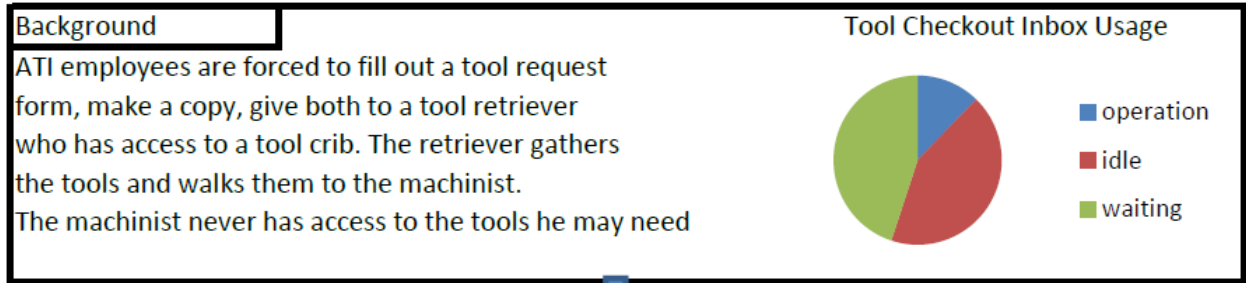 Background
ATI employees are forced to fill out a tool request
form, make a copy, give both to a tool retriever
who has access to a tool crib. The retriever gathers
the tools and walks them to the machinist.
The machinist never has access to the tools he may need
Tool Checkout Inbox Usage
operation
idle
waiting